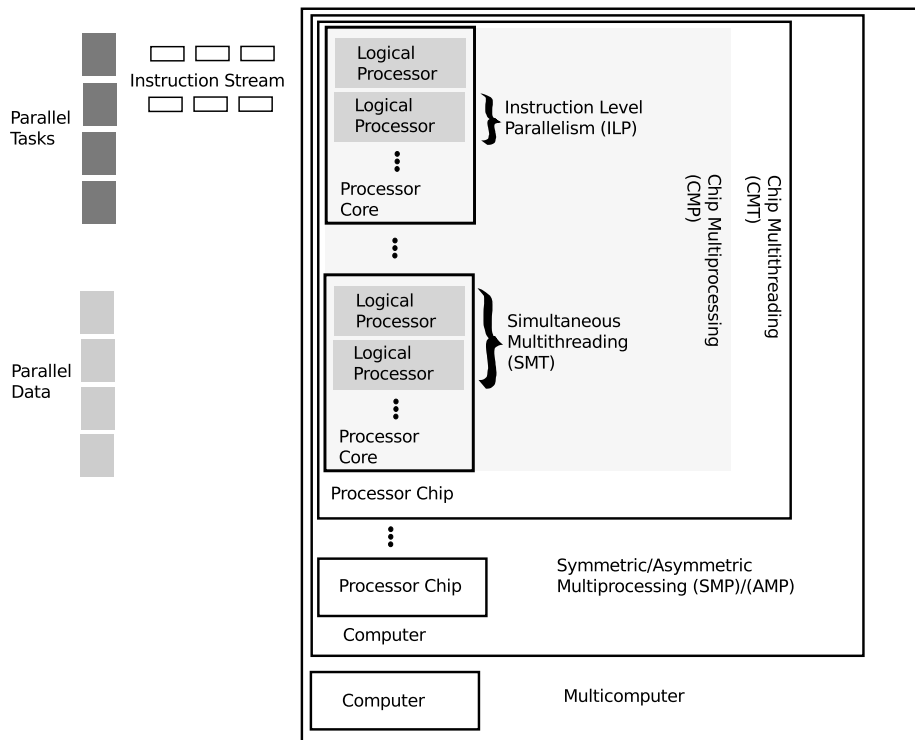 Parallel
Tasks
Instruction Stream
Logical
Processor
Logical
Processor
Instruction Level
Parallelism (ILP)
Processor
Core
Chip Multiprocessing
(CMP)
Chip Multithreading
(CMT)
Parallel
Data
Logical
Processor
Logical
Processor
Simultaneous
Multithreading
(SMT)
Processor
Core
Processor Chip
Processor Chip
Symmetric/Asymmetric
Multiprocessing (SMP)/(AMP)
Computer
Computer
Multicomputer